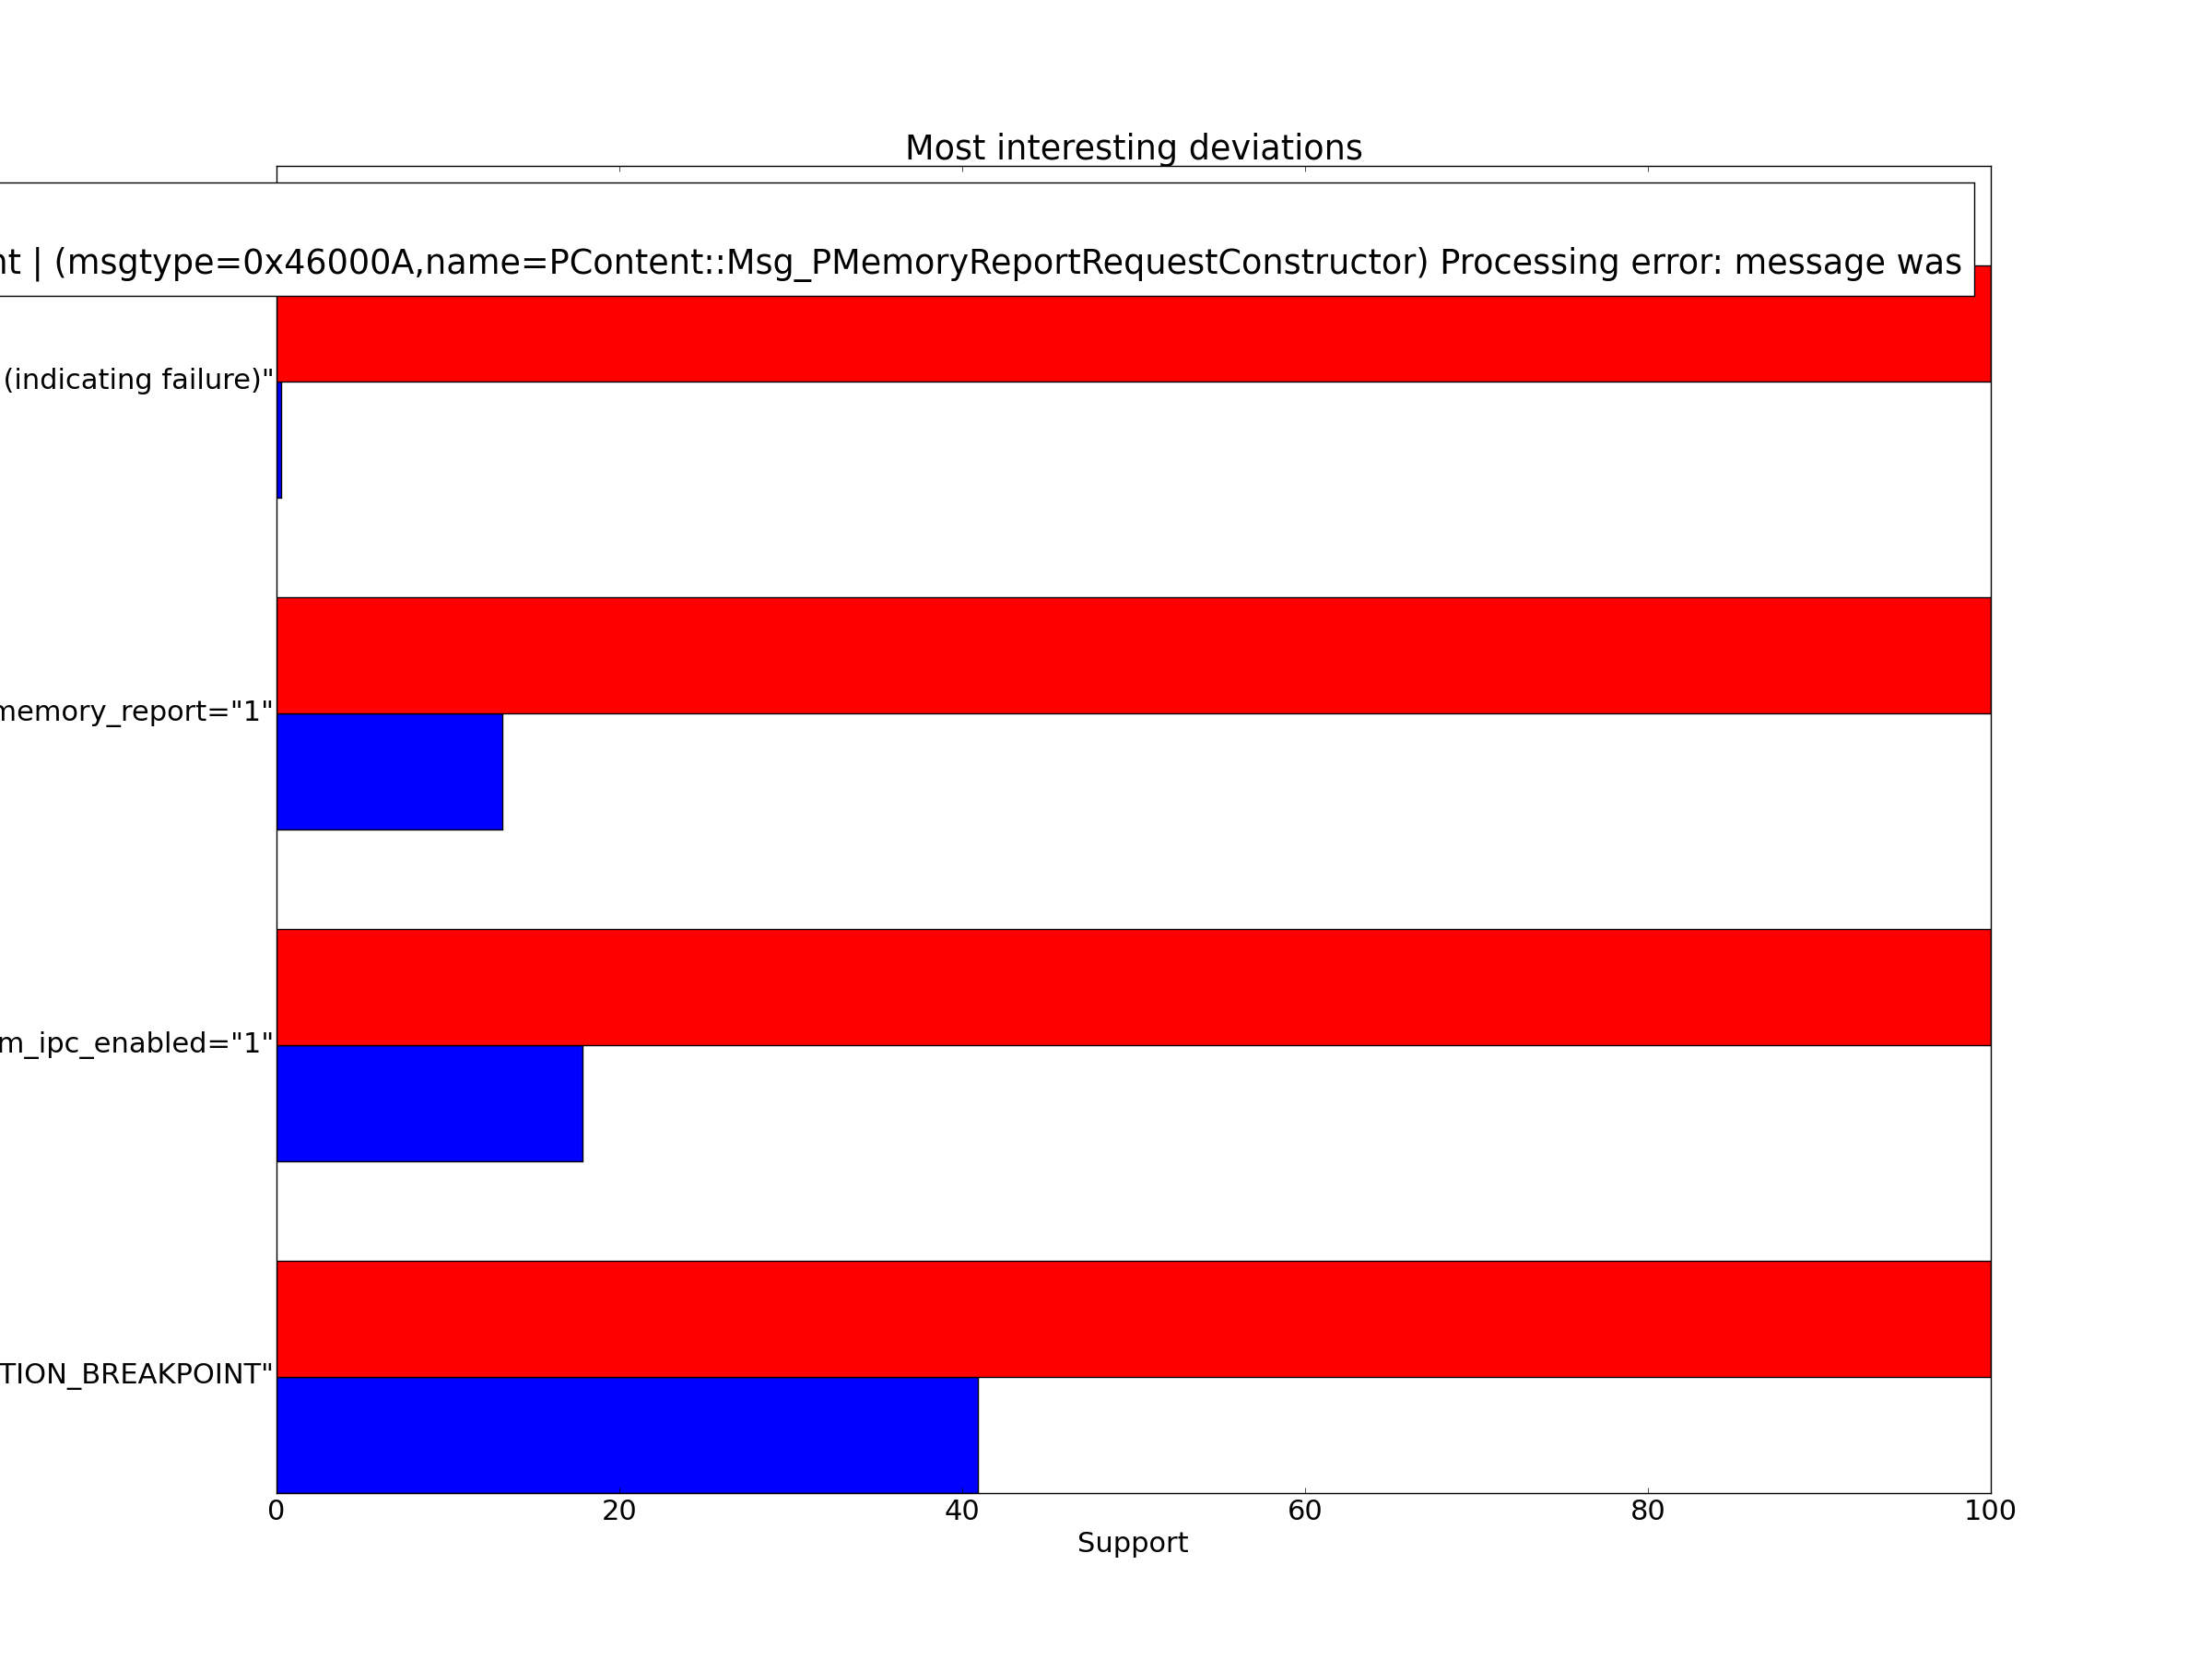 Most interesting deviations
| (msgtype=0x46000A,name=PContent::Msg_PMemoryReportRequestConstructor) Processing error: message was
(indicating failure)"
memory_report="1"
m_ipc_enabled="1"
TION_BREAKPOINT"
0 20 40 60 80 100
Support